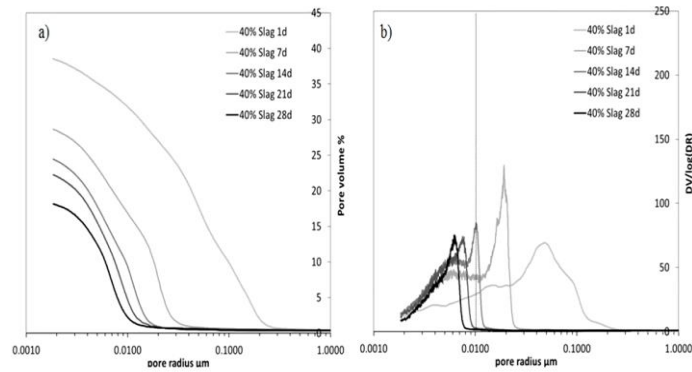 a)
40% Slag 1d
40% Slag 7d
40% Slag 14d
40% Slag 21d
40% Slag 28d
45
40
35
30
25
20
15
10
5
0
Pore volume %
0.0010
0.0100
0.1000
1.0000
pore radius µm
b)
40% Slag 1d
40% Slag 7d
40% Slag 14d
40% Slag 21d
40% Slag 28d
250
200
150
100
50
0
DV/log(DR)
0.0010
0.0100
0.1000
1.0000
pore radius µm